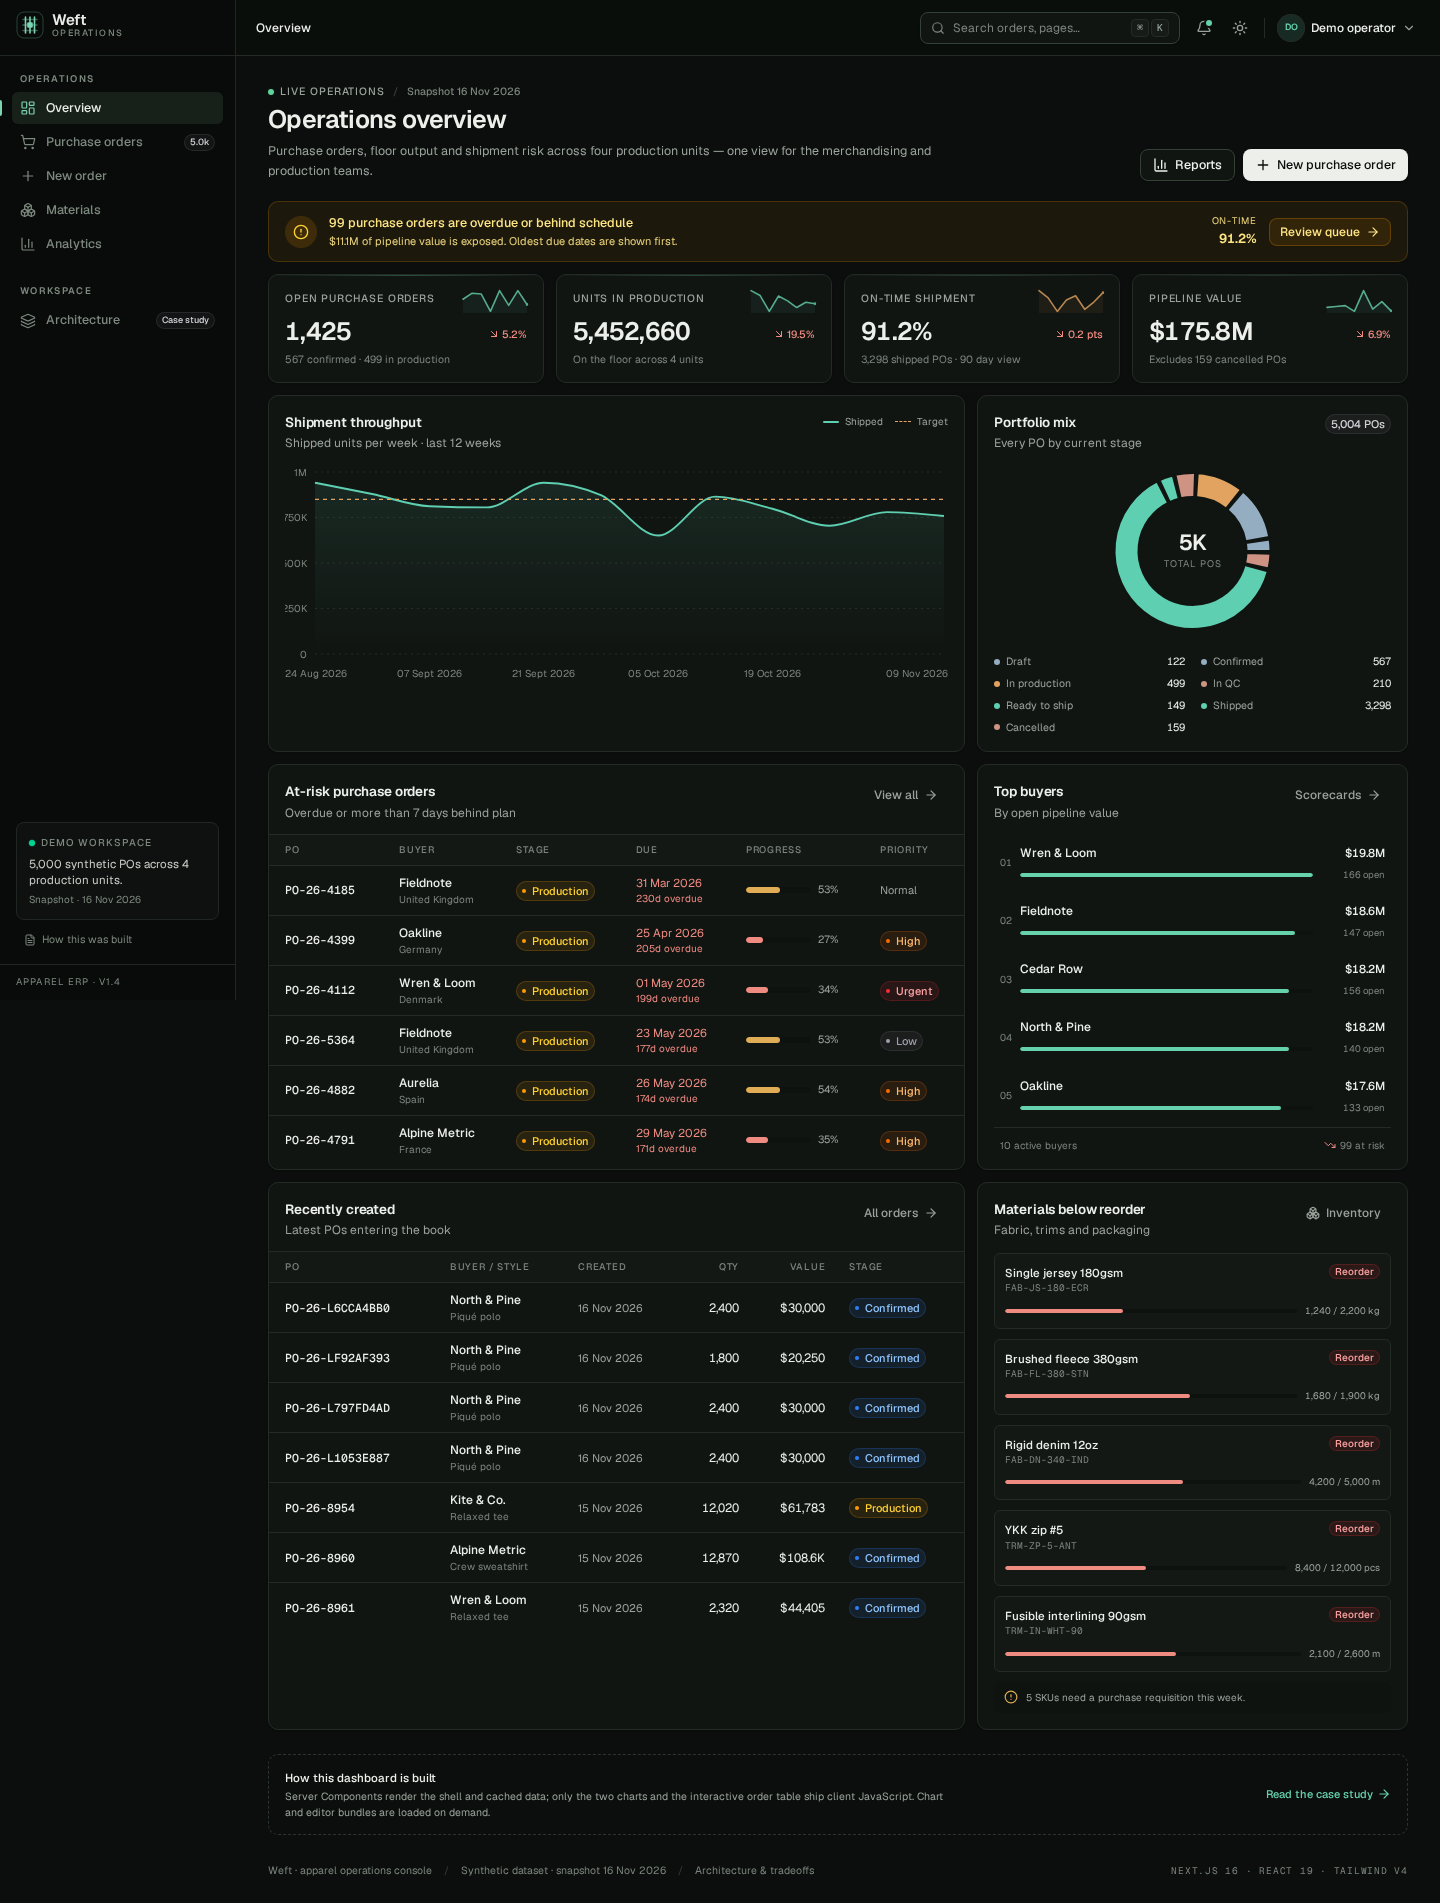 Weft
OPERATIONS
Overview
Search orders, pages...
⌘ K
DO
Demo operator
OPERATIONS
Overview
Purchase orders 5.0k
New order
Materials
Analytics
WORKSPACE
Architecture Case study
DEMO WORKSPACE
5,000 synthetic POs across 4
production units.
Snapshot · 16 Nov 2026
How this was built
APPAREL ERP · V1.4
LIVE OPERATIONS / Snapshot 16 Nov 2026
Operations overview
Purchase orders, floor output and shipment risk across four production units — one view for the merchandising and
production teams.
Reports
New purchase order
99 purchase orders are overdue or behind schedule
$11.1M of pipeline value is exposed. Oldest due dates are shown first.
ON-TIME
91.2%
Review queue
OPEN PURCHASE ORDERS
1,425
5.2%
567 confirmed · 499 in production
UNITS IN PRODUCTION
5,452,660
19.5%
On the floor across 4 units
ON-TIME SHIPMENT
91.2%
0.2 pts
3,298 shipped POs · 90 day view
PIPELINE VALUE
$175.8M
6.9%
Excludes 159 cancelled POs
Shipment throughput
Shipped units per week · last 12 weeks
Shipped Target
1M
750K
500K
250K
0
24 Aug 2026 07 Sept 2026 21 Sept 2026 05 Oct 2026 19 Oct 2026 09 Nov 2026
Portfolio mix
Every PO by current stage
5,004 POs
5K
TOTAL POS
Draft 122 Confirmed 567
In production 499 In QC 210
Ready to ship 149 Shipped 3,298
Cancelled 159
At-risk purchase orders
Overdue or more than 7 days behind plan
View all
PO BUYER STAGE DUE PROGRESS PRIORITY
PO-26-4185 Fieldnote United Kingdom Production 31 Mar 2026 230d overdue 53% Normal
PO-26-4399 Oakline Germany Production 25 Apr 2026 205d overdue 27% High
PO-26-4112 Wren & Loom Denmark Production 01 May 2026 199d overdue 34% Urgent
PO-26-5364 Fieldnote United Kingdom Production 23 May 2026 177d overdue 53% Low
PO-26-4882 Aurelia Spain Production 26 May 2026 174d overdue 54% High
PO-26-4791 Alpine Metric France Production 29 May 2026 171d overdue 35% High
Top buyers
By open pipeline value
Scorecards
01 Wren & Loom $19.8M 166 open
02 Fieldnote $18.6M 147 open
03 Cedar Row $18.2M 156 open
04 North & Pine $18.2M 140 open
05 Oakline $17.6M 133 open
10 active buyers 99 at risk
Recently created
Latest POs entering the book
All orders
PO BUYER / STYLE CREATED QTY VALUE STAGE
PO-26-L6CCA4BB0 North & Pine Piqué polo 16 Nov 2026 2,400 $30,000 Confirmed
PO-26-LF92AF393 North & Pine Piqué polo 16 Nov 2026 1,800 $20,250 Confirmed
PO-26-L797FD4AD North & Pine Piqué polo 16 Nov 2026 2,400 $30,000 Confirmed
PO-26-L1053E887 North & Pine Piqué polo 16 Nov 2026 2,400 $30,000 Confirmed
PO-26-8954 Kite & Co. Relaxed tee 15 Nov 2026 12,020 $61,783 Production
PO-26-8960 Alpine Metric Crew sweatshirt 15 Nov 2026 12,870 $108.6K Confirmed
PO-26-8961 Wren & Loom Relaxed tee 15 Nov 2026 2,320 $44,405 Confirmed
Materials below reorder
Fabric, trims and packaging
Inventory
Single jersey 180gsm Reorder
FAB-JS-180-ECR
1,240 / 2,200 kg
Brushed fleece 380gsm Reorder
FAB-FL-380-STN
1,680 / 1,900 kg
Rigid denim 12oz Reorder
FAB-DN-340-IND
4,200 / 5,000 m
YKK zip #5 Reorder
TRM-ZP-5-ANT
8,400 / 12,000 pcs
Fusible interlining 90gsm Reorder
TRM-IN-WHT-90
2,100 / 2,600 m
5 SKUs need a purchase requisition this week.
How this dashboard is built
Server Components render the shell and cached data; only the two charts and the interactive order table ship client JavaScript. Chart
and editor bundles are loaded on demand.
Read the case study
Weft · apparel operations console / Synthetic dataset · snapshot 16 Nov 2026 / Architecture & tradeoffs
NEXT.JS 16 · REACT 19 · TAILWIND V4